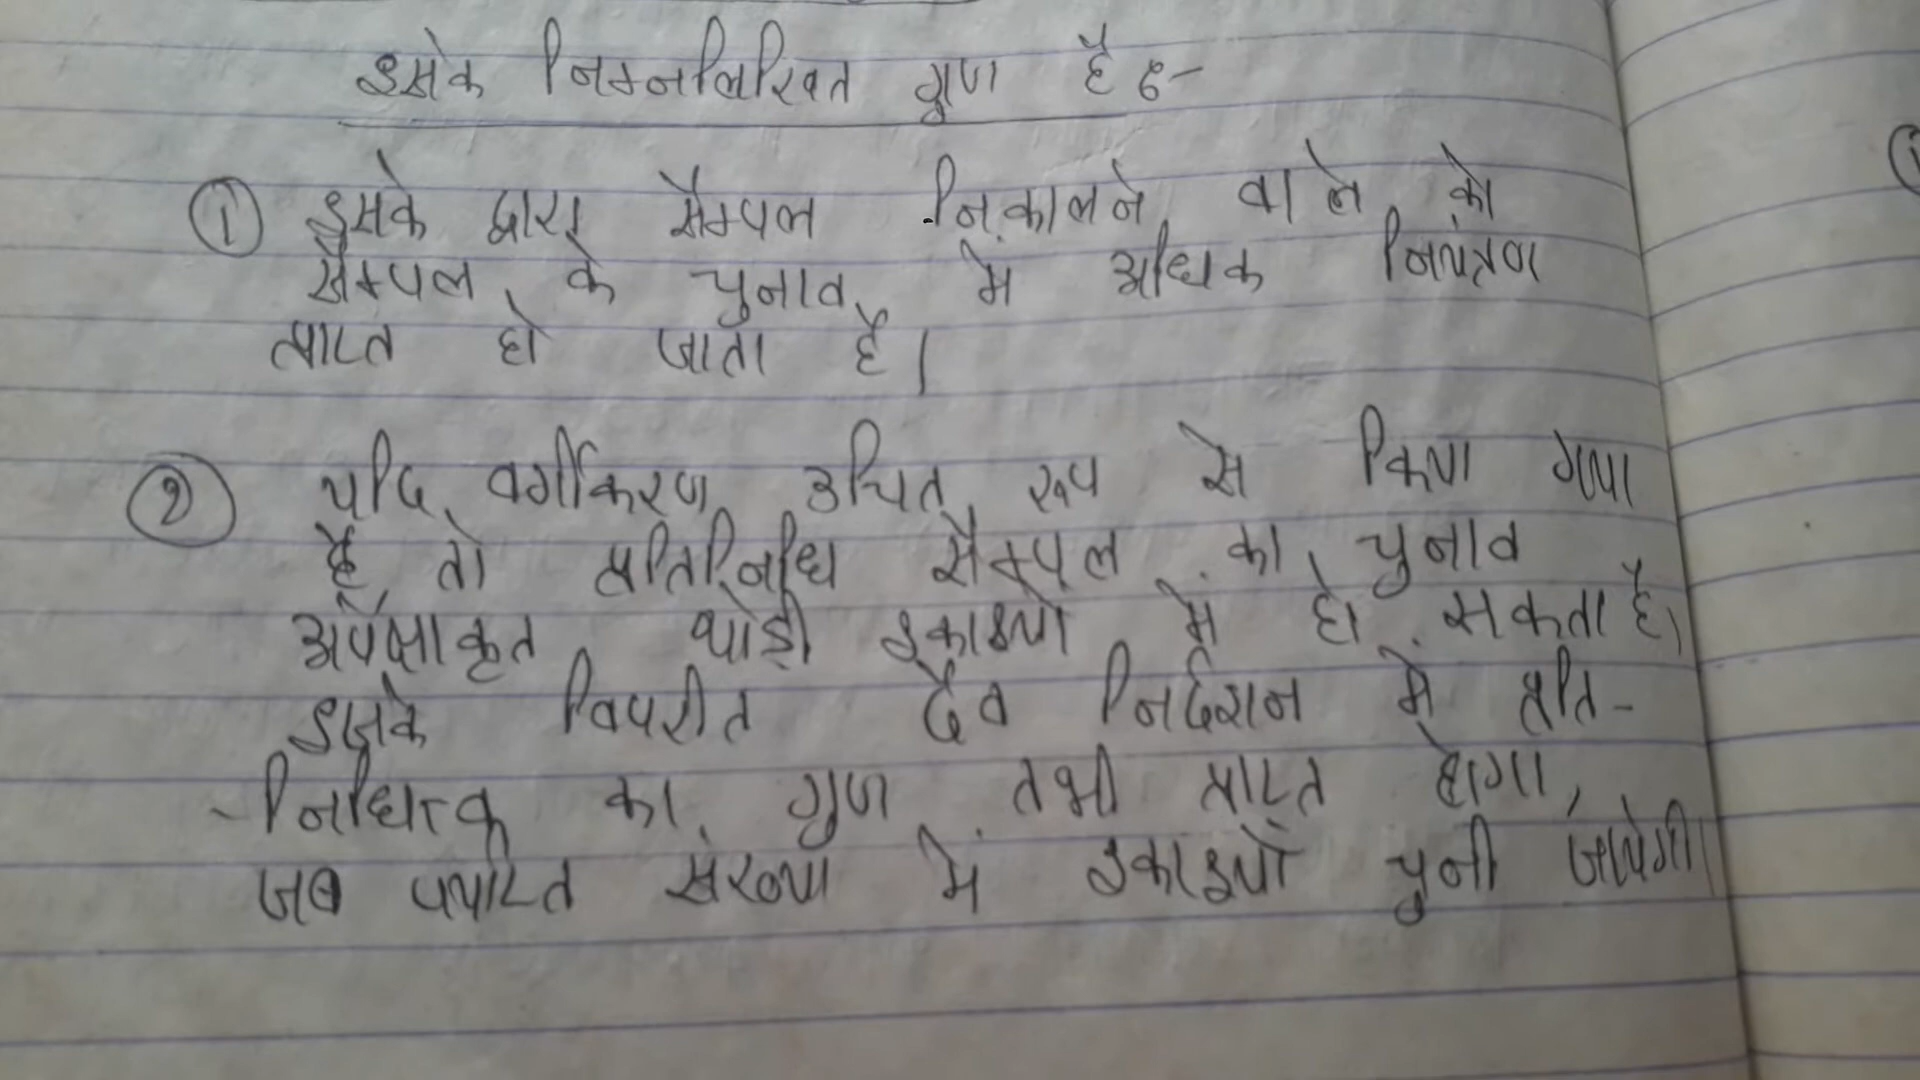 इसके निम्नलिखित गुण हैं ः-
① इसके द्वारा सैम्पल निकालने वाले को
सैम्पल के चुनाव में अधिक नियंत्रण
प्राप्त हो जाता है।
② यदि वर्गीकरण उचित रूप से किया गया
है, तो प्रतिनिधि सैम्पल का चुनाव
अपेक्षाकृत थोड़ी इकाइयों में हो सकता है।
इसके विपरीत दैव निर्देशन में प्रति-
-निधित्व का गुण तभी प्राप्त होगा,
जब पर्याप्त संख्या में इकाइयाँ चुनी जायेगी।